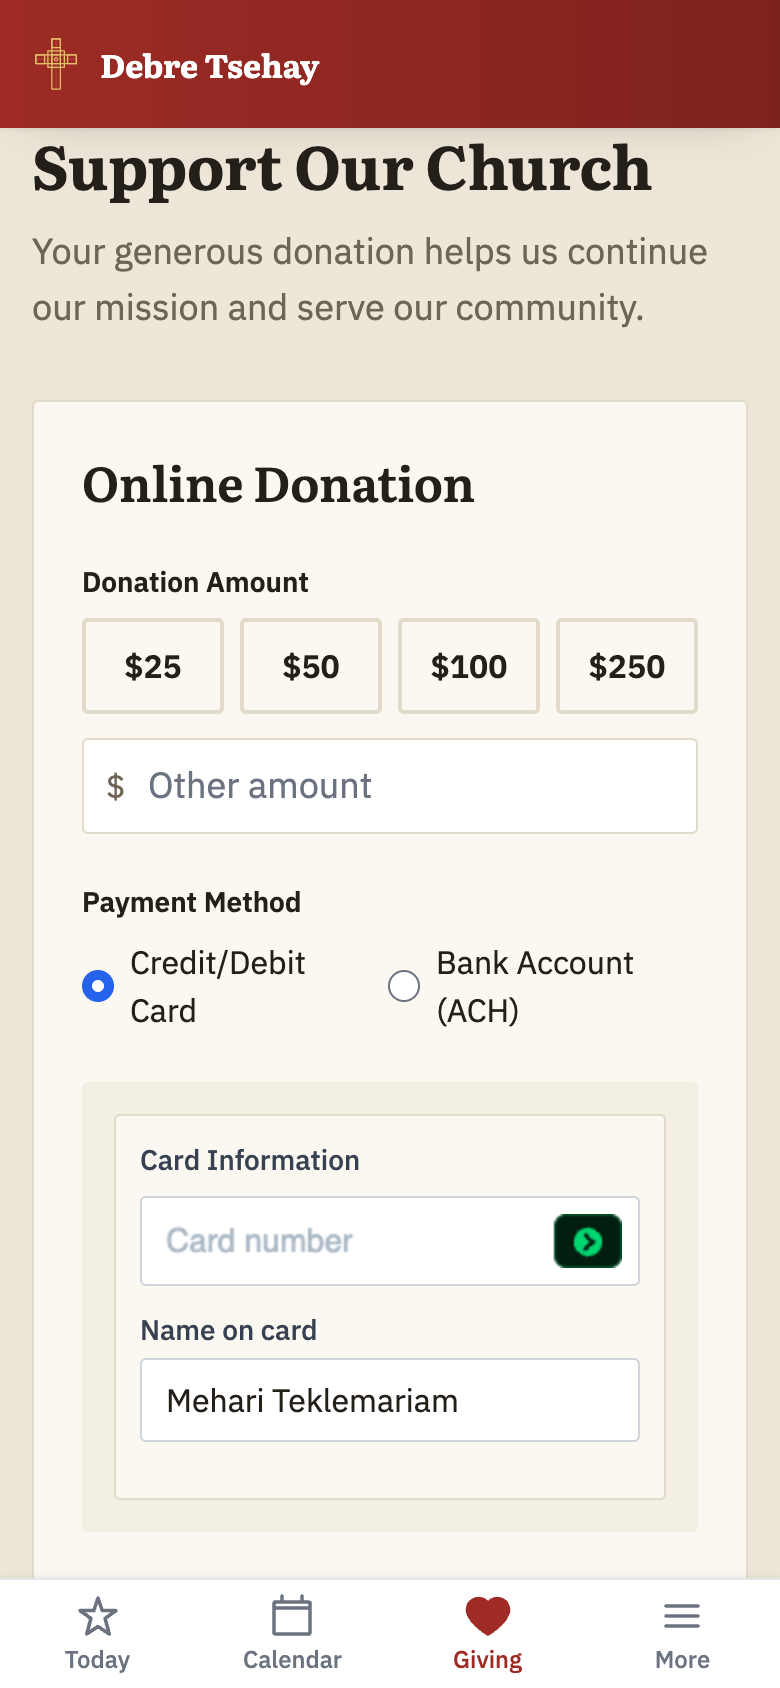 Debre Tsehay
Support Our Church
Your generous donation helps us continue
our mission and serve our community.
Online Donation
Donation Amount
$25 $50 $100 $250
$ Other amount
Payment Method
Credit/Debit
Card
Bank Account
(ACH)
Card Information
Card number
Name on card
Mehari Teklemariam
Today Calendar Giving More